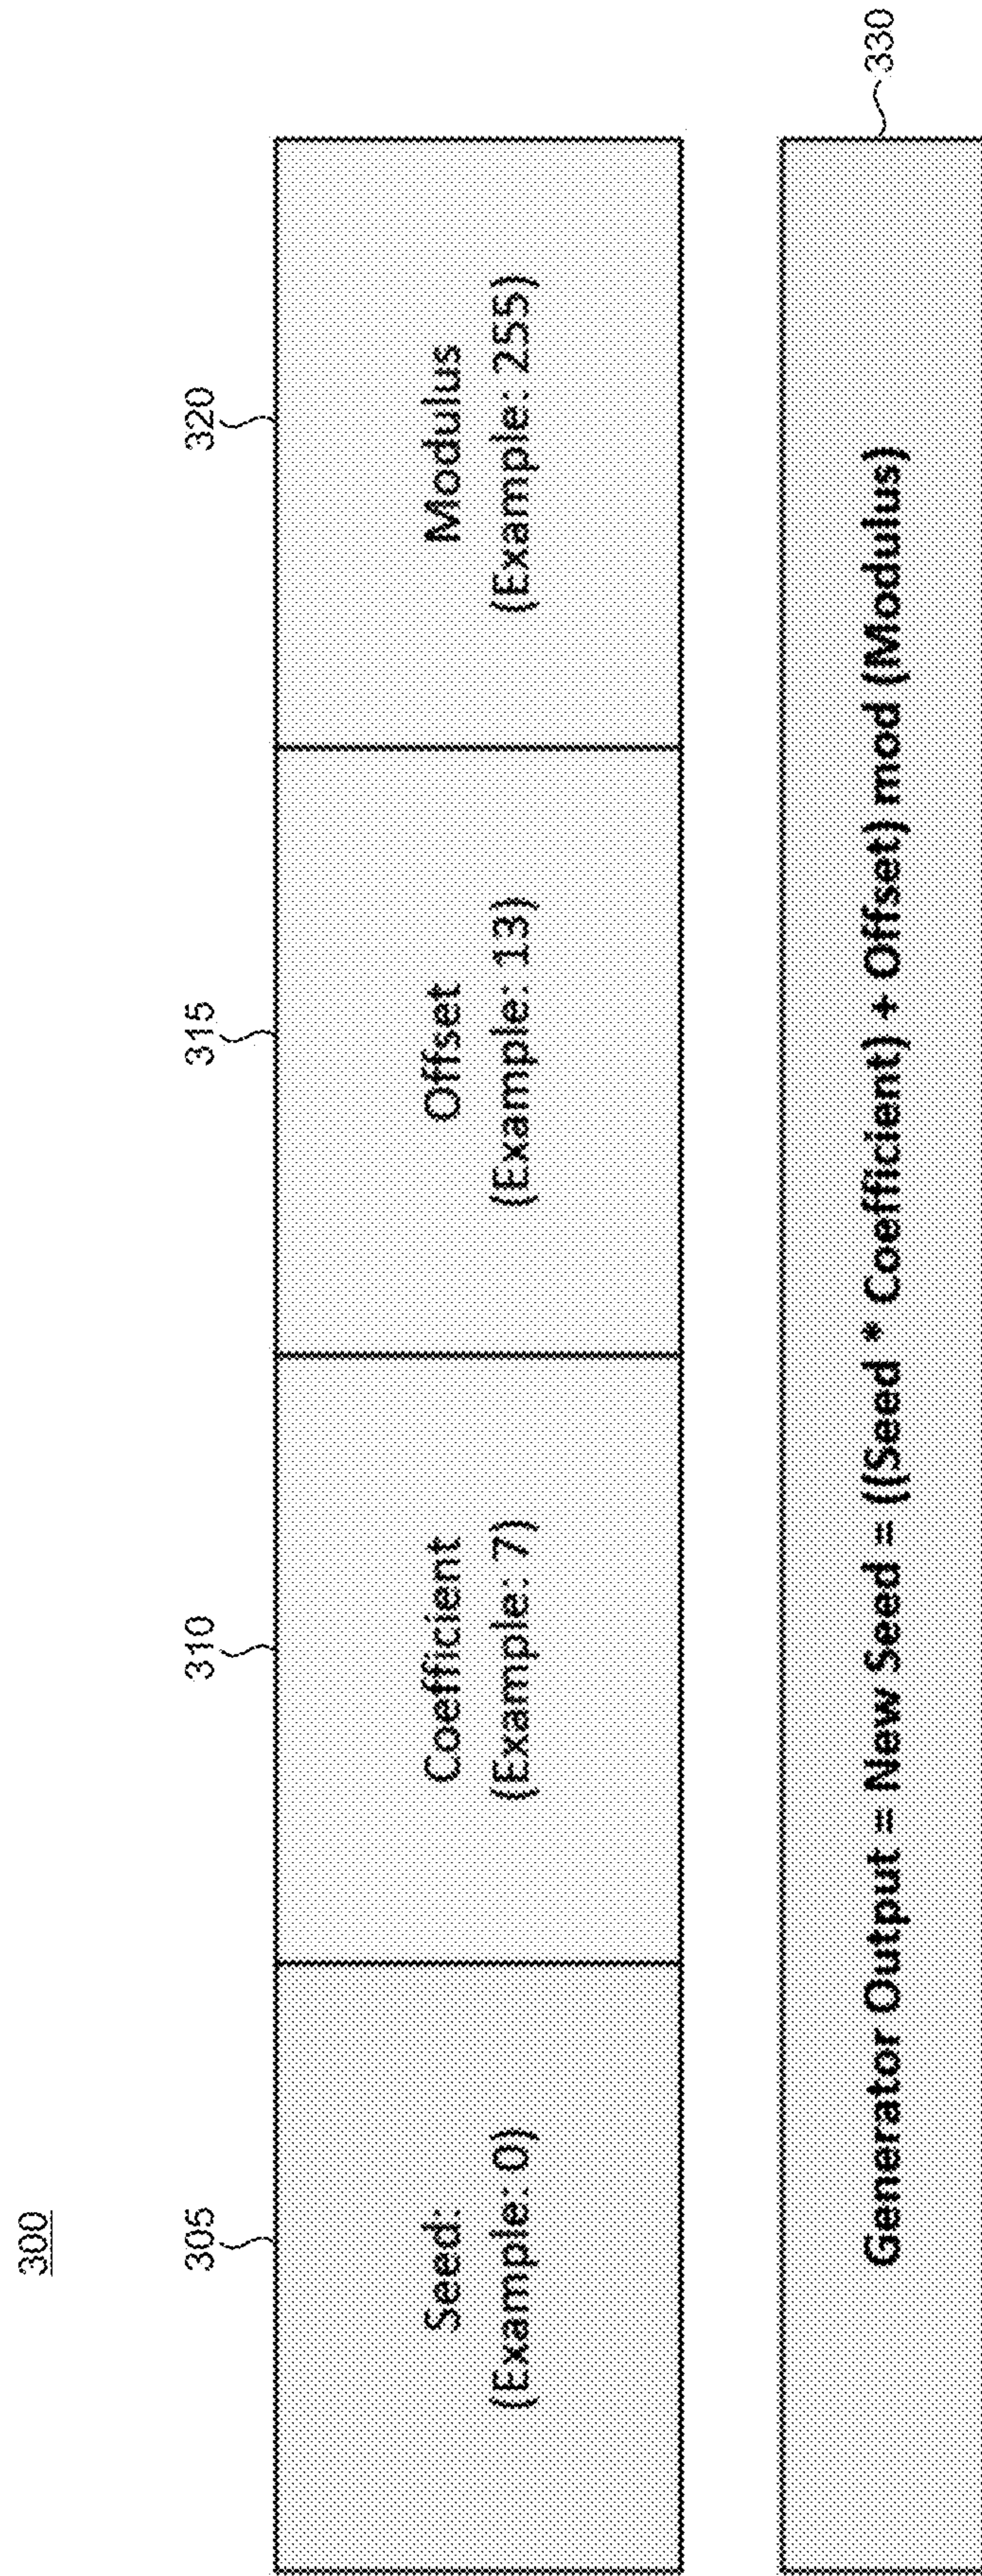 300
305
310
315
320
Seed:
(Example: 0)
Coefficient
(Example: 7)
Offset
(Example: 13)
Modulus
(Example: 255)
Generator Output = New Seed = ((Seed * Coefficient) + Offset) mod (Modulus)
330